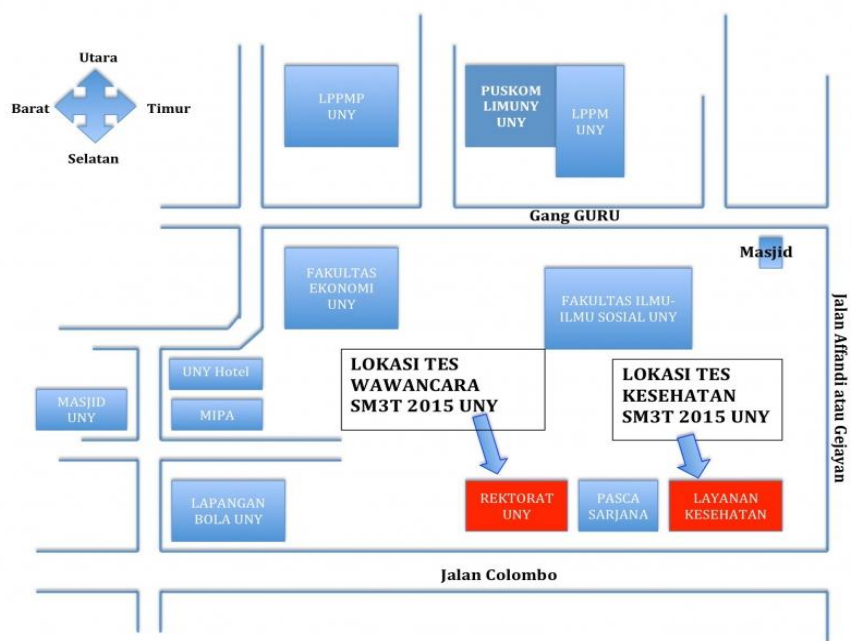 Utara
Barat
Timur
Selatan
LPPMP
UNY
PUSKOM
LIMUNY
UNY
LPPM
UNY
Gang GURU
Masjid
FAKULTAS
EKONOMI
UNY
FAKULTAS ILMU-
ILMU SOSIAL UNY
Jalan Affandi atau Gejayan
UNY Hotel
MASJID
UNY
MIPA
LOKASI TES
WAWANCARA
SM3T 2015 UNY
LOKASI TES
KESEHATAN
SM3T 2015 UNY
LAPANGAN
BOLA UNY
REKTORAT
UNY
PASCA
SARJANA
LAYANAN
KESEHATAN
Jalan Colombo